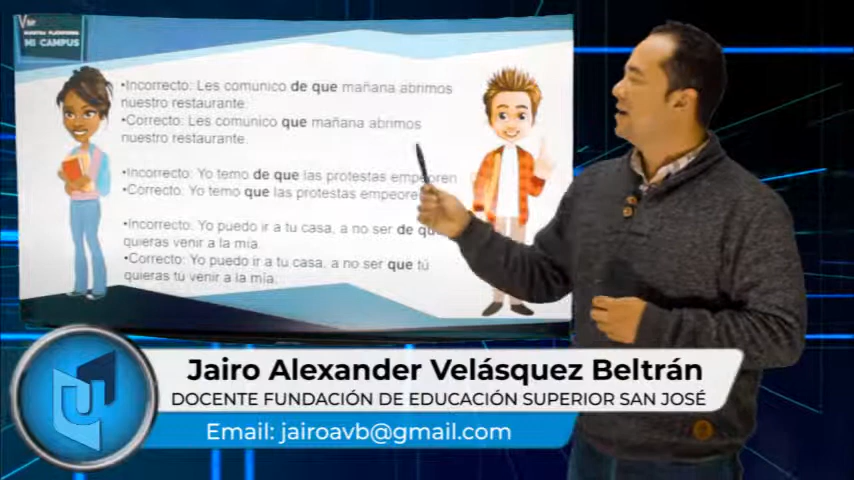 MI CAMPUS
•Incorrecto: Les comunico de que mañana abrimos
nuestro restaurante.
•Correcto: Les comunico que mañana abrimos
nuestro restaurante.
•Incorrecto: Yo temo de que las protestas empeoren
•Correcto: Yo temo que las protestas
•Incorrecto: Yo puedo ir a tu casa, a no ser de
quieras venir a la mía.
•Correcto: Yo puedo ir a tu casa, a no ser que tú
quieras tú venir a la mía.
Jairo Alexander Velásquez Beltrán
DOCENTE FUNDACIÓN DE EDUCACIÓN SUPERIOR SAN JOSÉ
Email: jairoavb@gmail.com